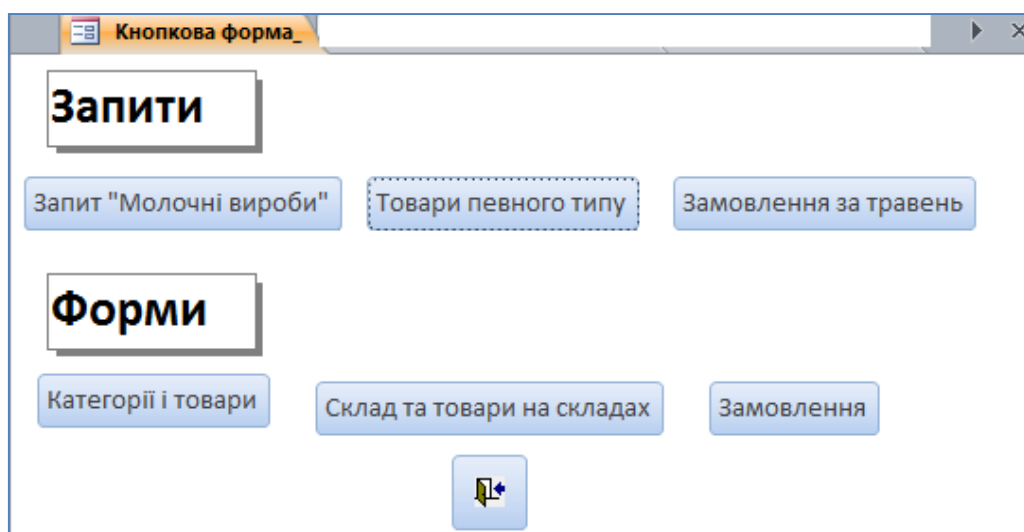 Кнопкова форма_
Запити
Запит "Молочні вироби" Товари певного типу Замовлення за травень
Форми
Категорії і товари Склад та товари на складах Замовлення